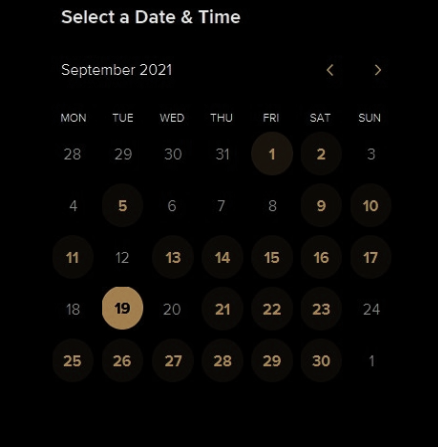 Select a Date & Time
September 2021
MON TUE WED THU FRI SAT SUN
28 29 30 31 1 2 3
4 5 6 7 8 9 10
11 12 13 14 15 16 17
18 19 20 21 22 23 24
25 26 27 28 29 30 1